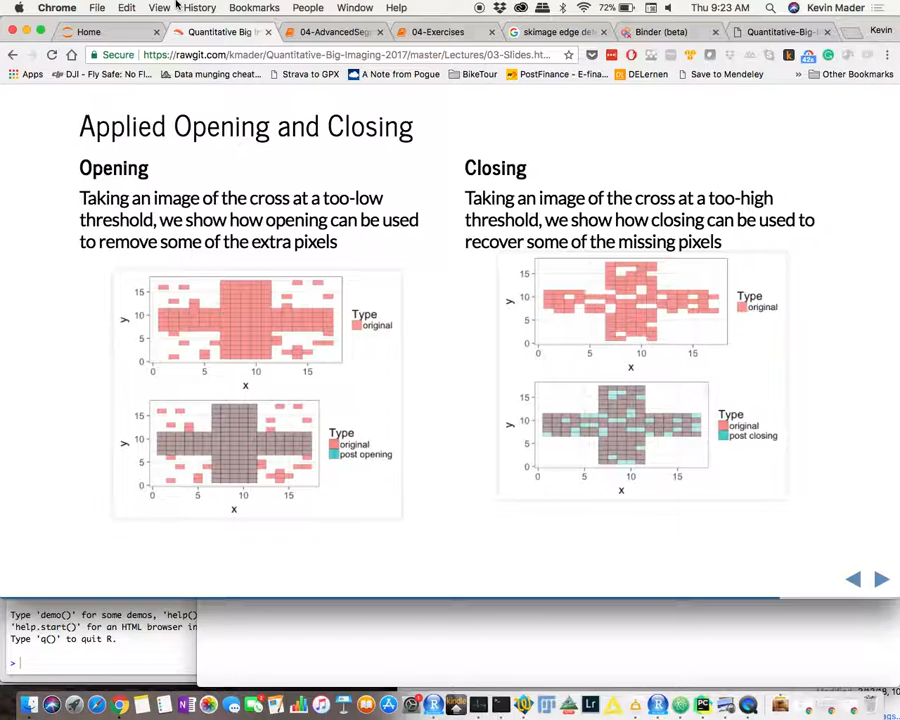 Chrome File Edit View History Bookmarks People Window Help 72% Thu 9:23 AM Kevin Mader
Home Quantitative Big I 04-AdvancedSeg 04-Exercises skimage edge de Binder (beta) Quantitative-Big-I Kevin
Secure https://rawgit.com/kmader/Quantitative-Big-Imaging-2017/master/Lectures/03-Slides.ht...
Apps DJI - Fly Safe: No Fl... Data munging cheat... Strava to GPX A Note from Pogue BikeTour PostFinance - E-fina... DELernen Save to Mendeley » Other Bookmarks
Applied Opening and Closing
Opening
Taking an image of the cross at a too-low
threshold, we show how opening can be used
to remove some of the extra pixels
15
10
5
0
y
0 5 10 15
x
Type
original
15
10
5
0
y
0 5 10 15
x
Type
original
post opening
Closing
Taking an image of the cross at a too-high
threshold, we show how closing can be used to
recover some of the missing pixels
15
10
5
0
y
0 5 10 15
x
Type
original
15
10
5
0
y
0 5 10 15
x
Type
original
post closing
Type 'demo()' for some demos, 'help()
'help.start()' for an HTML browser in
Type 'q()' to quit R.
>